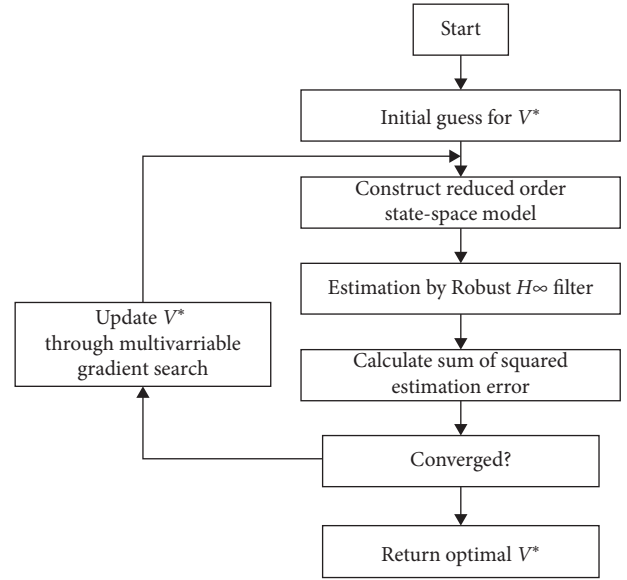 Start
Initial guess for V*
Construct reduced order
state-space model
Estimation by Robust H∞ filter
Update V*
through multivarriable
gradient search
Calculate sum of squared
estimation error
Converged?
Return optimal V*